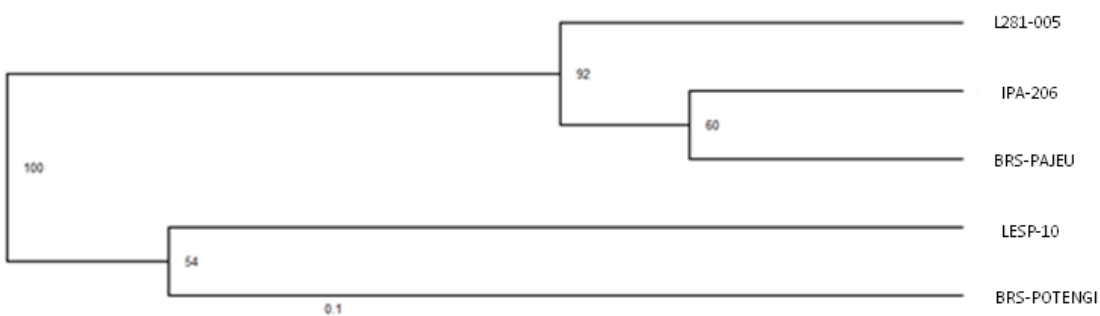 L281-005
92
IPA-206
60
BRS-PAJEU
100
LESP-10
54
BRS-POTENGI
0.1